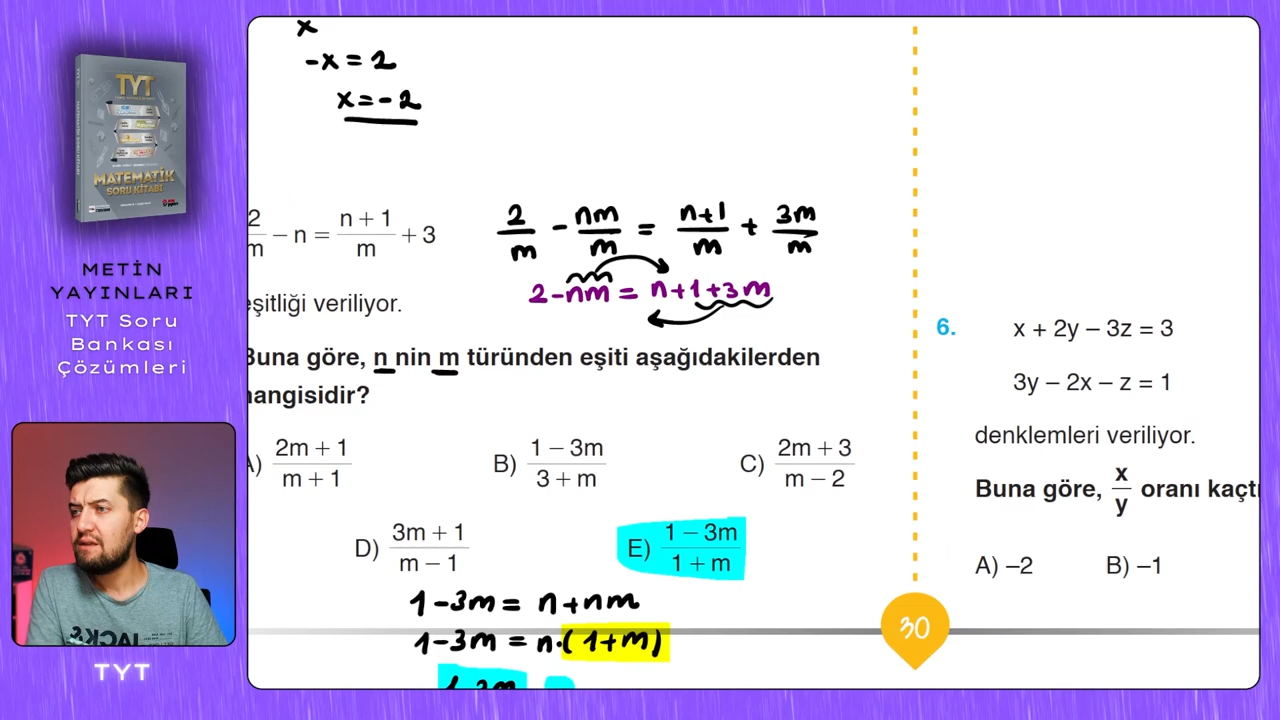 TYT
MATEMATİK
SORU KİTABI
METİN
YAYINLARI
TYT Soru
Bankası
Çözümleri
TYT
x
-x = 2
x = -2
2/m − n = (n + 1)/m + 3
2/m - nm/m = n+1/m + 3m/m
2-nm = n+1+3m
eşitliği veriliyor.
Buna göre, n nin m türünden eşiti aşağıdakilerden
hangisidir?
A) (2m + 1)/(m + 1)
B) (1 − 3m)/(3 + m)
C) (2m + 3)/(m − 2)
D) (3m + 1)/(m − 1)
E) (1 − 3m)/(1 + m)
1-3m = n+nm
1-3m = n·(1+m)
1-3m
30
6.
x + 2y − 3z = 3
3y − 2x − z = 1
denklemleri veriliyor.
Buna göre, x/y oranı kaçtı
A) –2
B) –1